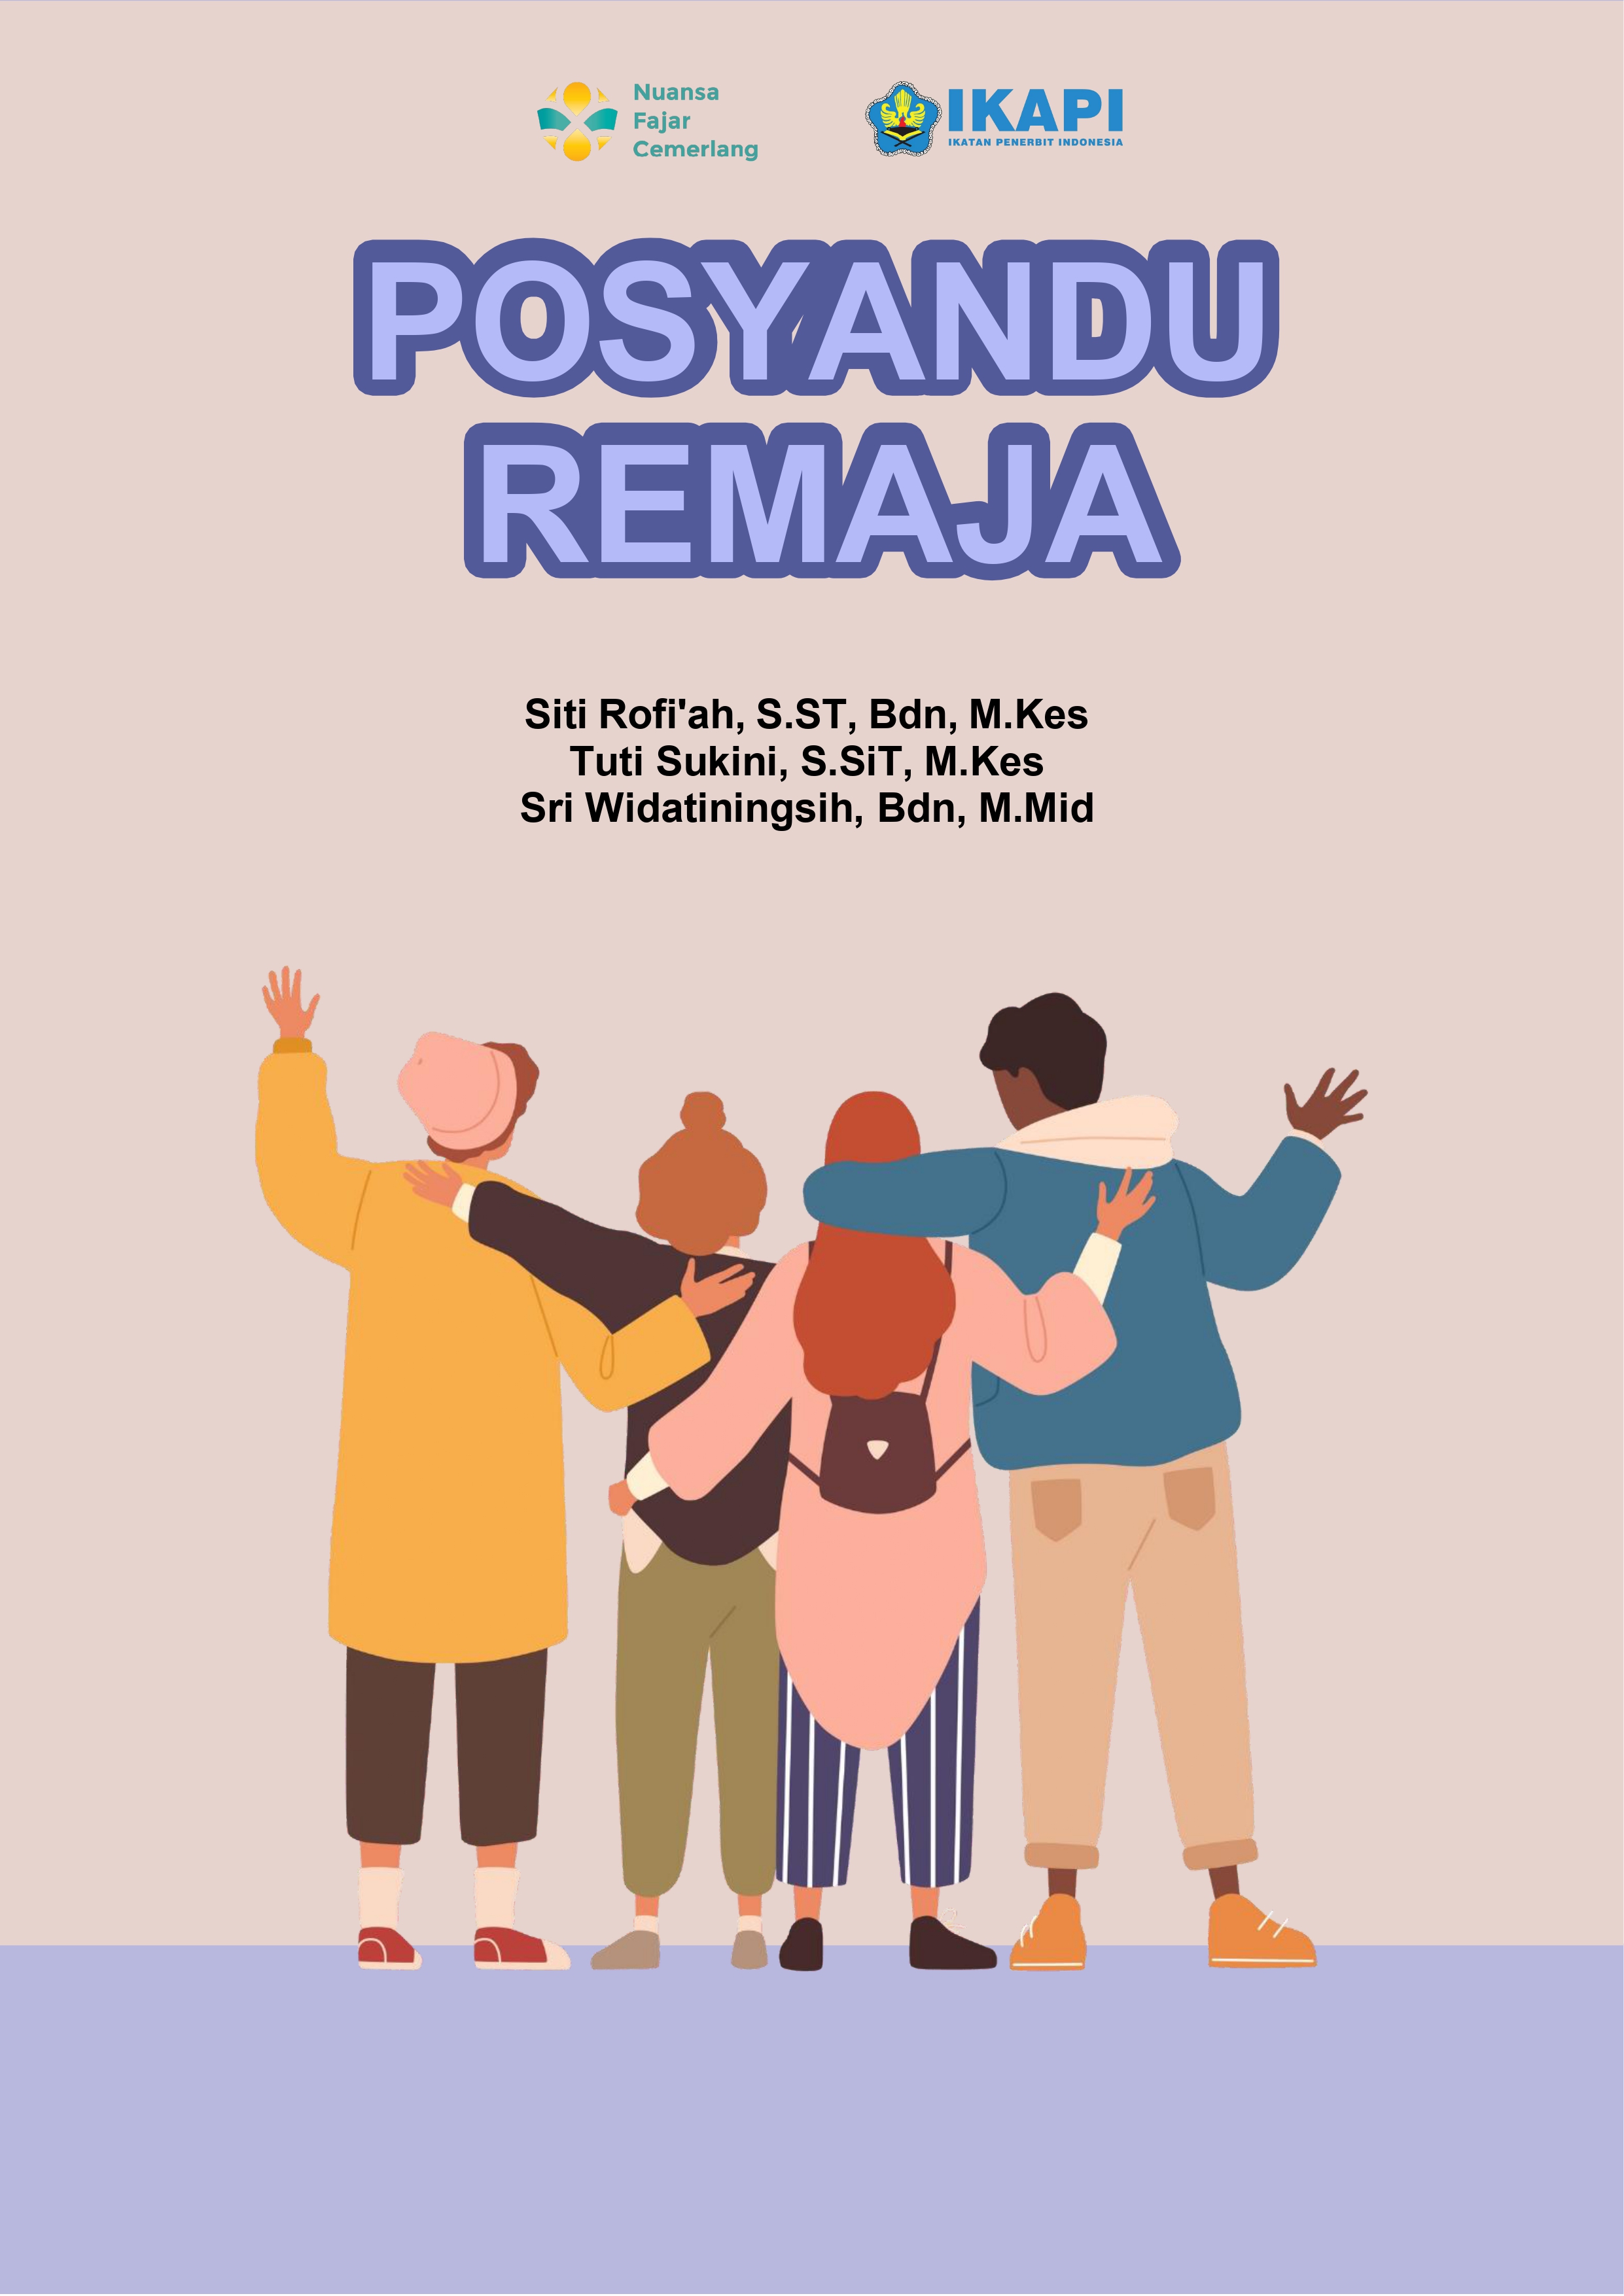 Nuansa
Fajar
Cemerlang
IKAPI
IKATAN PENERBIT INDONESIA
POSYANDU
REMAJA
Siti Rofi'ah, S.ST, Bdn, M.Kes
Tuti Sukini, S.SiT, M.Kes
Sri Widatiningsih, Bdn, M.Mid